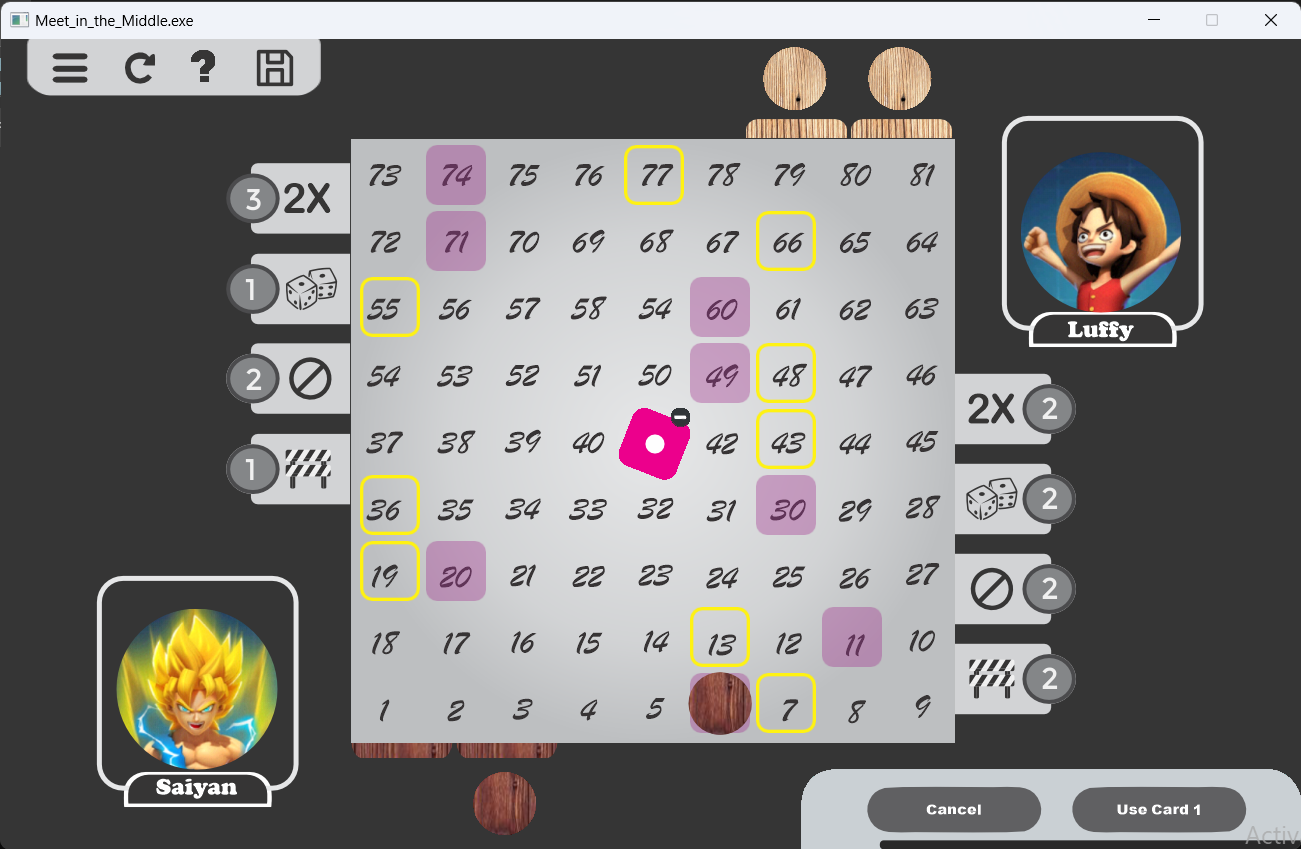 Meet_in_the_Middle.exe
?
73 74 75 76 77 78 79 80 81
3 2X
72 71 70 69 68 67 66 65 64
1
55 56 57 58 54 60 61 62 63
Luffy
2
54 53 52 51 50 49 48 47 46
2X 2
37 38 39 40 42 43 44 45
1
36 35 34 33 32 31 30 29 28
2
19 20 21 22 23 24 25 26 27
2
18 17 16 15 14 13 12 11 10
2
1 2 3 4 5 7 8 9
Saiyan
Cancel Use Card 1
Activ